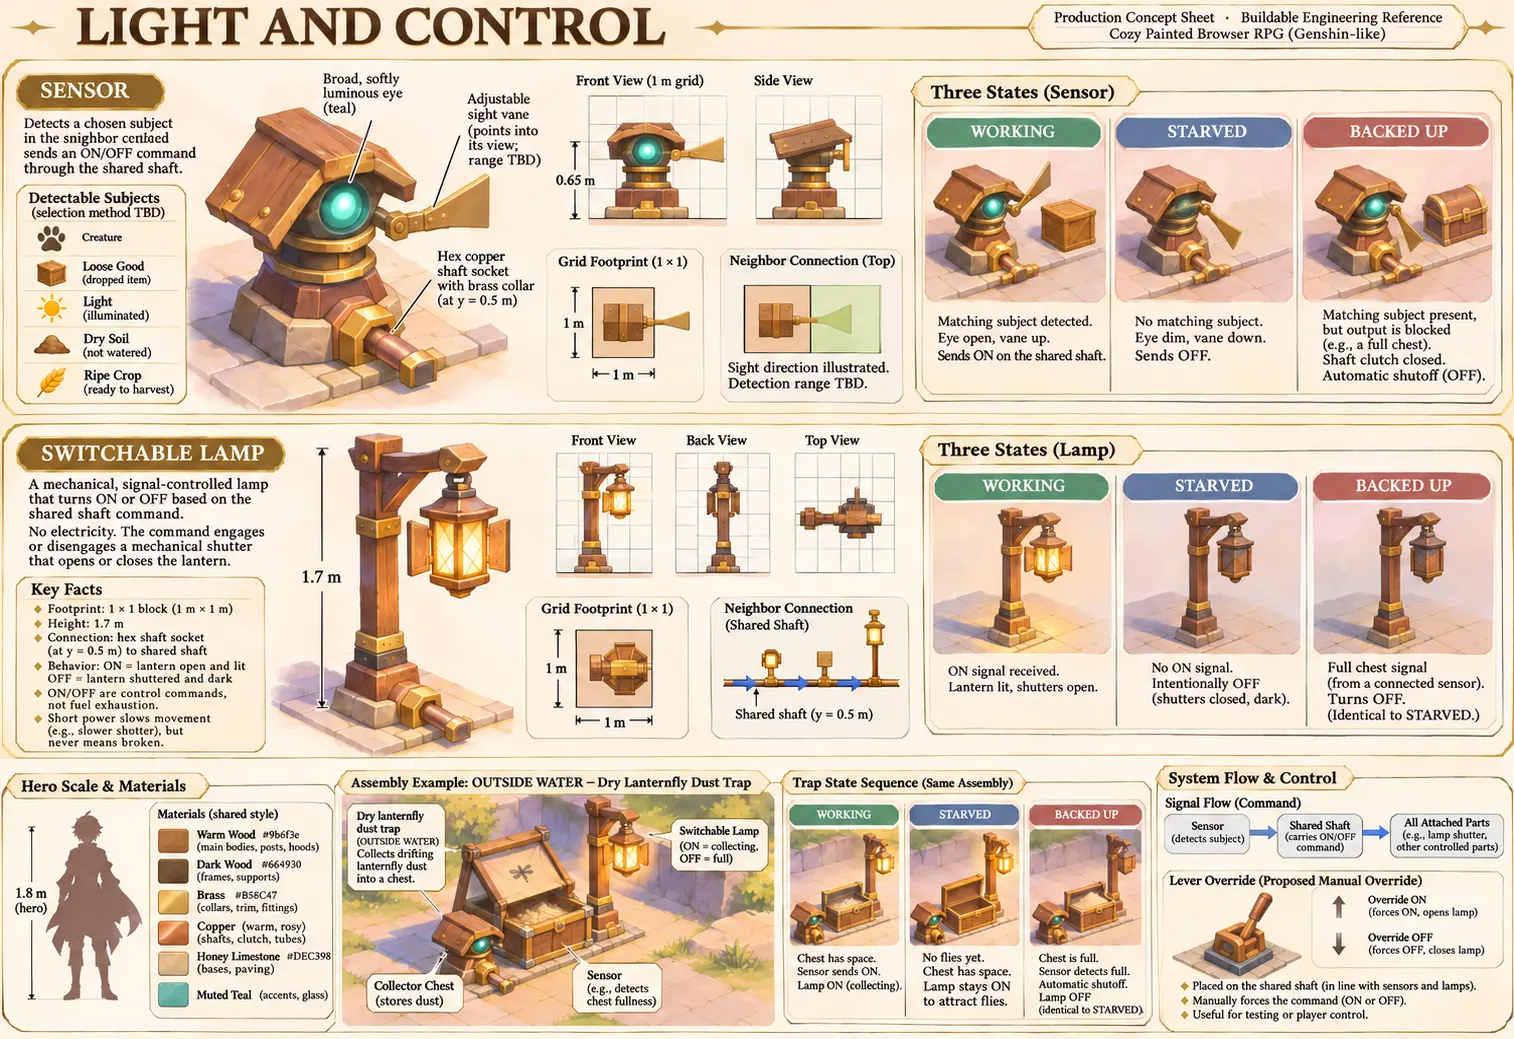 LIGHT AND CONTROL
Production Concept Sheet · Buildable Engineering Reference
Cozy Painted Browser RPG (Genshin-like)
SENSOR
Detects a chosen subject
in the snighbor centaed
sends an ON/OFF command
through the shared shaft.
Detectable Subjects
(selection method TBD)
Creature
Loose Good
(dropped item)
Light
(illuminated)
Dry Soil
(not watered)
Ripe Crop
(ready to harvest)
Broad, softly
luminous eye
(teal)
Adjustable
sight vane
(points into
its view;
range TBD)
Hex copper
shaft socket
with brass collar
(at y = 0.5 m)
Front View (1 m grid)
Side View
0.65 m
Grid Footprint (1 × 1)
1 m
1 m
Neighbor Connection (Top)
Sight direction illustrated.
Detection range TBD.
Three States (Sensor)
WORKING
Matching subject detected.
Eye open, vane up.
Sends ON on the shared shaft.
STARVED
No matching subject.
Eye dim, vane down.
Sends OFF.
BACKED UP
Matching subject present,
but output is blocked
(e.g., a full chest).
Shaft clutch closed.
Automatic shutoff (OFF).
SWITCHABLE LAMP
A mechanical, signal-controlled lamp
that turns ON or OFF based on the
shared shaft command.
No electricity. The command engages
or disengages a mechanical shutter
that opens or closes the lantern.
Key Facts
Footprint: 1 × 1 block (1 m × 1 m)
Height: 1.7 m
Connection: hex shaft socket
(at y = 0.5 m) to shared shaft
Behavior: ON = lantern open and lit
OFF = lantern shuttered and dark
ON/OFF are control commands,
not fuel exhaustion.
Short power slows movement
(e.g., slower shotter), but
never means broken.
1.7 m
Front View
Back View
Top View
Grid Footprint (1 × 1)
1 m
1 m
Neighbor Connection
(Shared Shaft)
Shared shaft (y = 0.5 m)
Three States (Lamp)
WORKING
ON signal received.
Lantern lit, shutters open.
STARVED
No ON signal.
Intentionally OFF
(shutters closed, dark).
BACKED UP
Full chest signal
(from a connected sensor).
Turns OFF.
(Identical to STARVED.)
Hero Scale & Materials
1.8 m
(hero)
Materials (shared style)
Warm Wood #9b6f3e
(main bodies, posts, hoods)
Dark Wood #664930
(frames, supports)
Brass #B58C47
(collars, trim, fittings)
Copper (warm, rosy)
(shafts, clutch, tubes)
Honey Limestone #DEC398
(bases, paving)
Muted Teal (accents, glass)
Assembly Example: OUTSIDE WATER – Dry Lanternfly Dust Trap
Dry lanternfly
dust trap
(OUTSIDE WATER)
Collects drifting
lanternfly dust
into a chest.
Switchable Lamp
(ON = collecting,
OFF = full)
Collector Chest
(stores dust)
Sensor
(e.g., detects
chest fullness)
Trap State Sequence (Same Assembly)
WORKING
Chest has space.
Sensor sends ON.
Lamp ON (collecting).
STARVED
No flies yet.
Chest has space.
Lamp stays ON
to attract flies.
BACKED UP
Chest is full.
Sensor detects full.
Automatic shutoff.
Lamp OFF
(identical to STARVED)
System Flow & Control
Signal Flow (Command)
Sensor
(detects subject)
Shared Shaft
(carries ON/OFF
command)
All Attached Parts
(e.g., lamp shutter,
other controlled parts)
Lever Override (Proposed Manual Override)
Override ON
(forces ON, opens lamp)
Override OFF
(forces OFF, closes lamp)
Placed on the shared shaft (in line with sensors and lamps).
Manually forces the command (ON or OFF).
Useful for testing or player control.